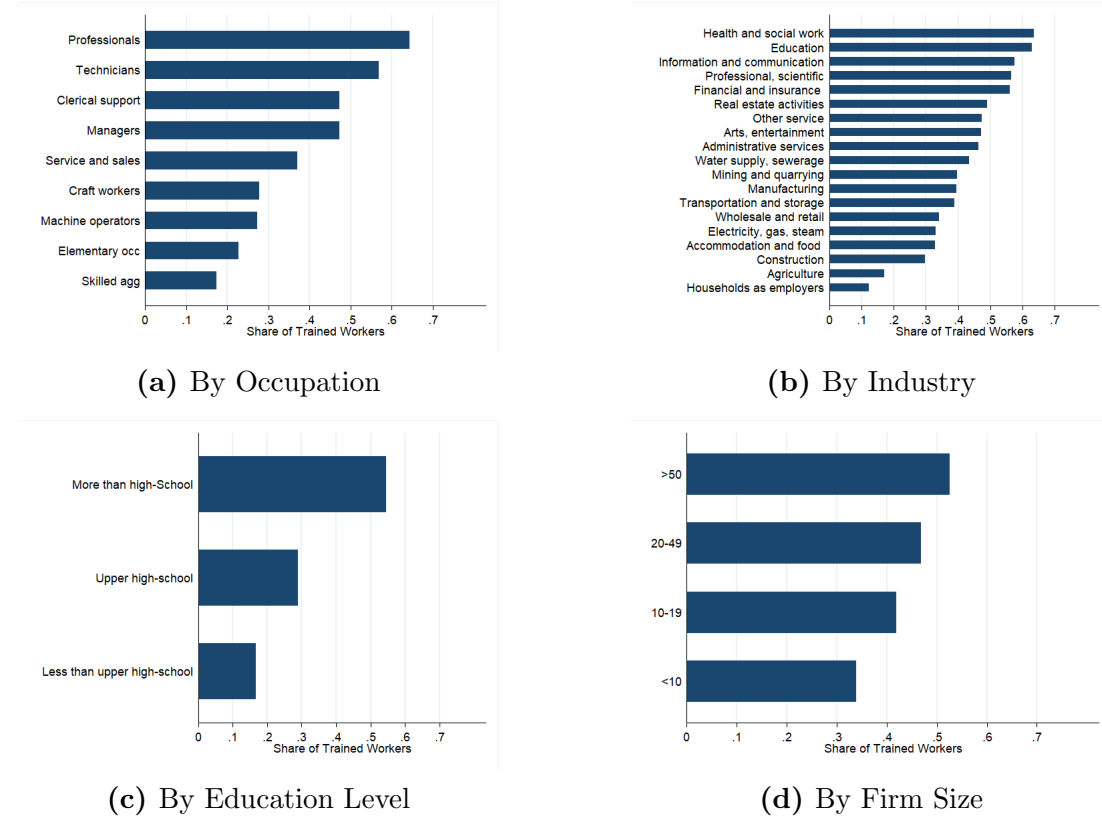 Professionals
Technicians
Clerical support
Managers
Service and sales
Craft workers
Machine operators
Elementary occ
Skilled agg
0 .1 .2 .3 .4 .5 .6 .7
Share of Trained Workers
(a) By Occupation
Health and social work
Education
Information and communication
Professional, scientific
Financial and insurance
Real estate activities
Other service
Arts, entertainment
Administrative services
Water supply, sewerage
Mining and quarrying
Manufacturing
Transportation and storage
Wholesale and retail
Electricity, gas, steam
Accommodation and food
Construction
Agriculture
Households as employers
0 .1 .2 .3 .4 .5 .6 .7
Share of Trained Workers
(b) By Industry
More than high-School
Upper high-school
Less than upper high-school
0 .1 .2 .3 .4 .5 .6 .7
Share of Trained Workers
(c) By Education Level
>50
20-49
10-19
<10
0 .1 .2 .3 .4 .5 .6 .7
Share of Trained Workers
(d) By Firm Size